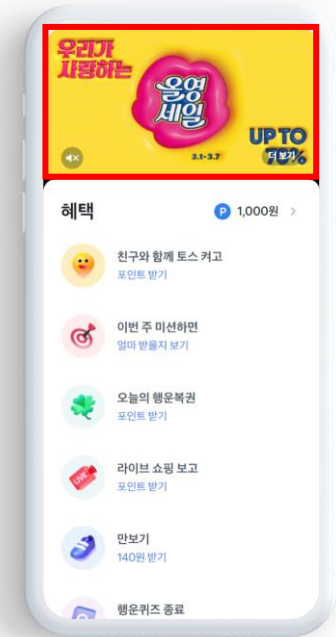 우리가
사랑하는
올영
세일
UP TO
70%
3.1-3.7
더 보기
혜택
P 1,000원 >
친구와 함께 토스 켜고
포인트 받기
이번 주 미션하면
얼마 받을지 보기
오늘의 행운복권
포인트 받기
LIVE
라이브 쇼핑 보고
포인트 받기
만보기
140원 받기
행운퀴즈 종료